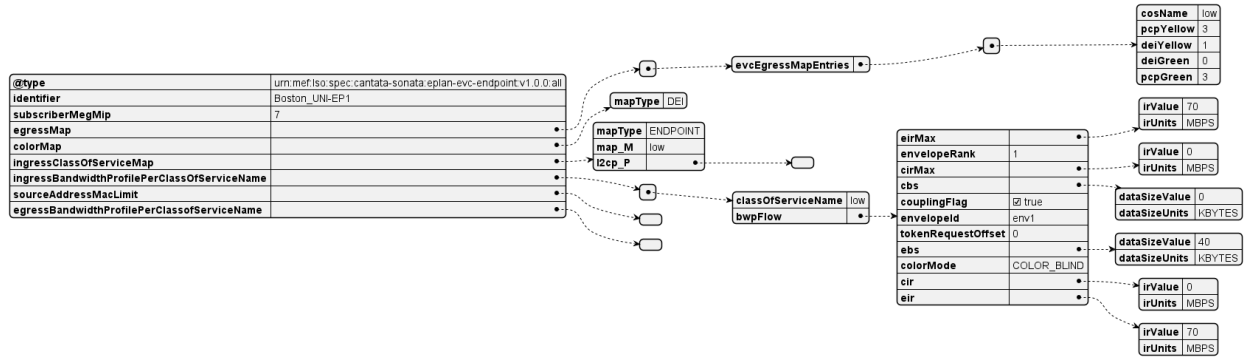 @type urn:mef:lso:spec:cantata-sonata:eplan-evc-endpoint:v1.0.0:all
identifier Boston_UNI-EP1
subscriberMegMip 7
egressMap
colorMap
ingressClassOfServiceMap
ingressBandwidthProfilePerClassOfServiceName
sourceAddressMacLimit
egressBandwidthProfilePerClassofServiceName
evcEgressMapEntries
cosName low
pcpYellow 3
deiYellow 1
deiGreen 0
pcpGreen 3
mapType DEI
mapType ENDPOINT
map_M low
l2cp_P
classOfServiceName low
bwpFlow
eirMax
envelopeRank 1
cirMax
cbs
couplingFlag ☑ true
envelopeId env1
tokenRequestOffset 0
ebs
colorMode COLOR_BLIND
cir
eir
irValue 70
irUnits MBPS
irValue 0
irUnits MBPS
dataSizeValue 0
dataSizeUnits KBYTES
dataSizeValue 40
dataSizeUnits KBYTES
irValue 0
irUnits MBPS
irValue 70
irUnits MBPS